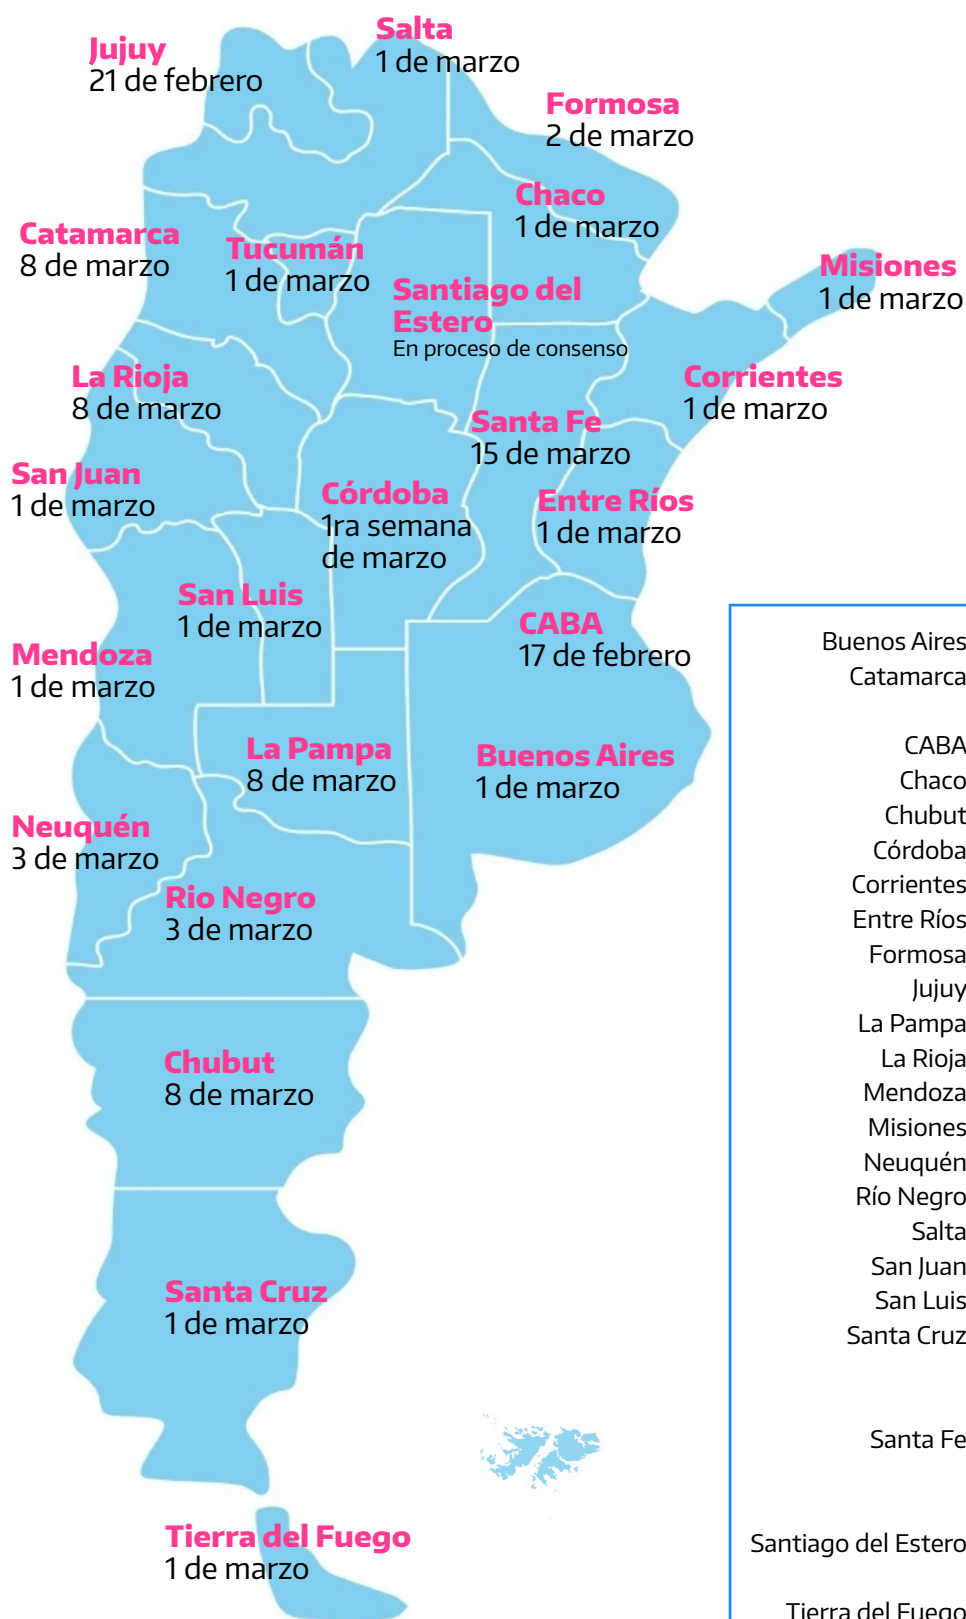 Jujuy
21 de febrero
Salta
1 de marzo
Formosa
2 de marzo
Chaco
1 de marzo
Catamarca
8 de marzo
Tucumán
1 de marzo
Santiago del
Estero
En proceso de consenso
Misiones
1 de marzo
La Rioja
8 de marzo
Corrientes
1 de marzo
Santa Fe
15 de marzo
San Juan
1 de marzo
Córdoba
1ra semana
de marzo
Entre Ríos
1 de marzo
San Luis
1 de marzo
CABA
17 de febrero
Mendoza
1 de marzo
La Pampa
8 de marzo
Buenos Aires
1 de marzo
Neuquén
3 de marzo
Rio Negro
3 de marzo
Chubut
8 de marzo
Santa Cruz
1 de marzo
Tierra del Fuego
1 de marzo
Buenos Aires
Catamarca
CABA
Chaco
Chubut
Córdoba
Corrientes
Entre Ríos
Formosa
Jujuy
La Pampa
La Rioja
Mendoza
Misiones
Neuquén
Río Negro
Salta
San Juan
San Luis
Santa Cruz
Santa Fe
Santiago del Estero
Tierra del Fuego